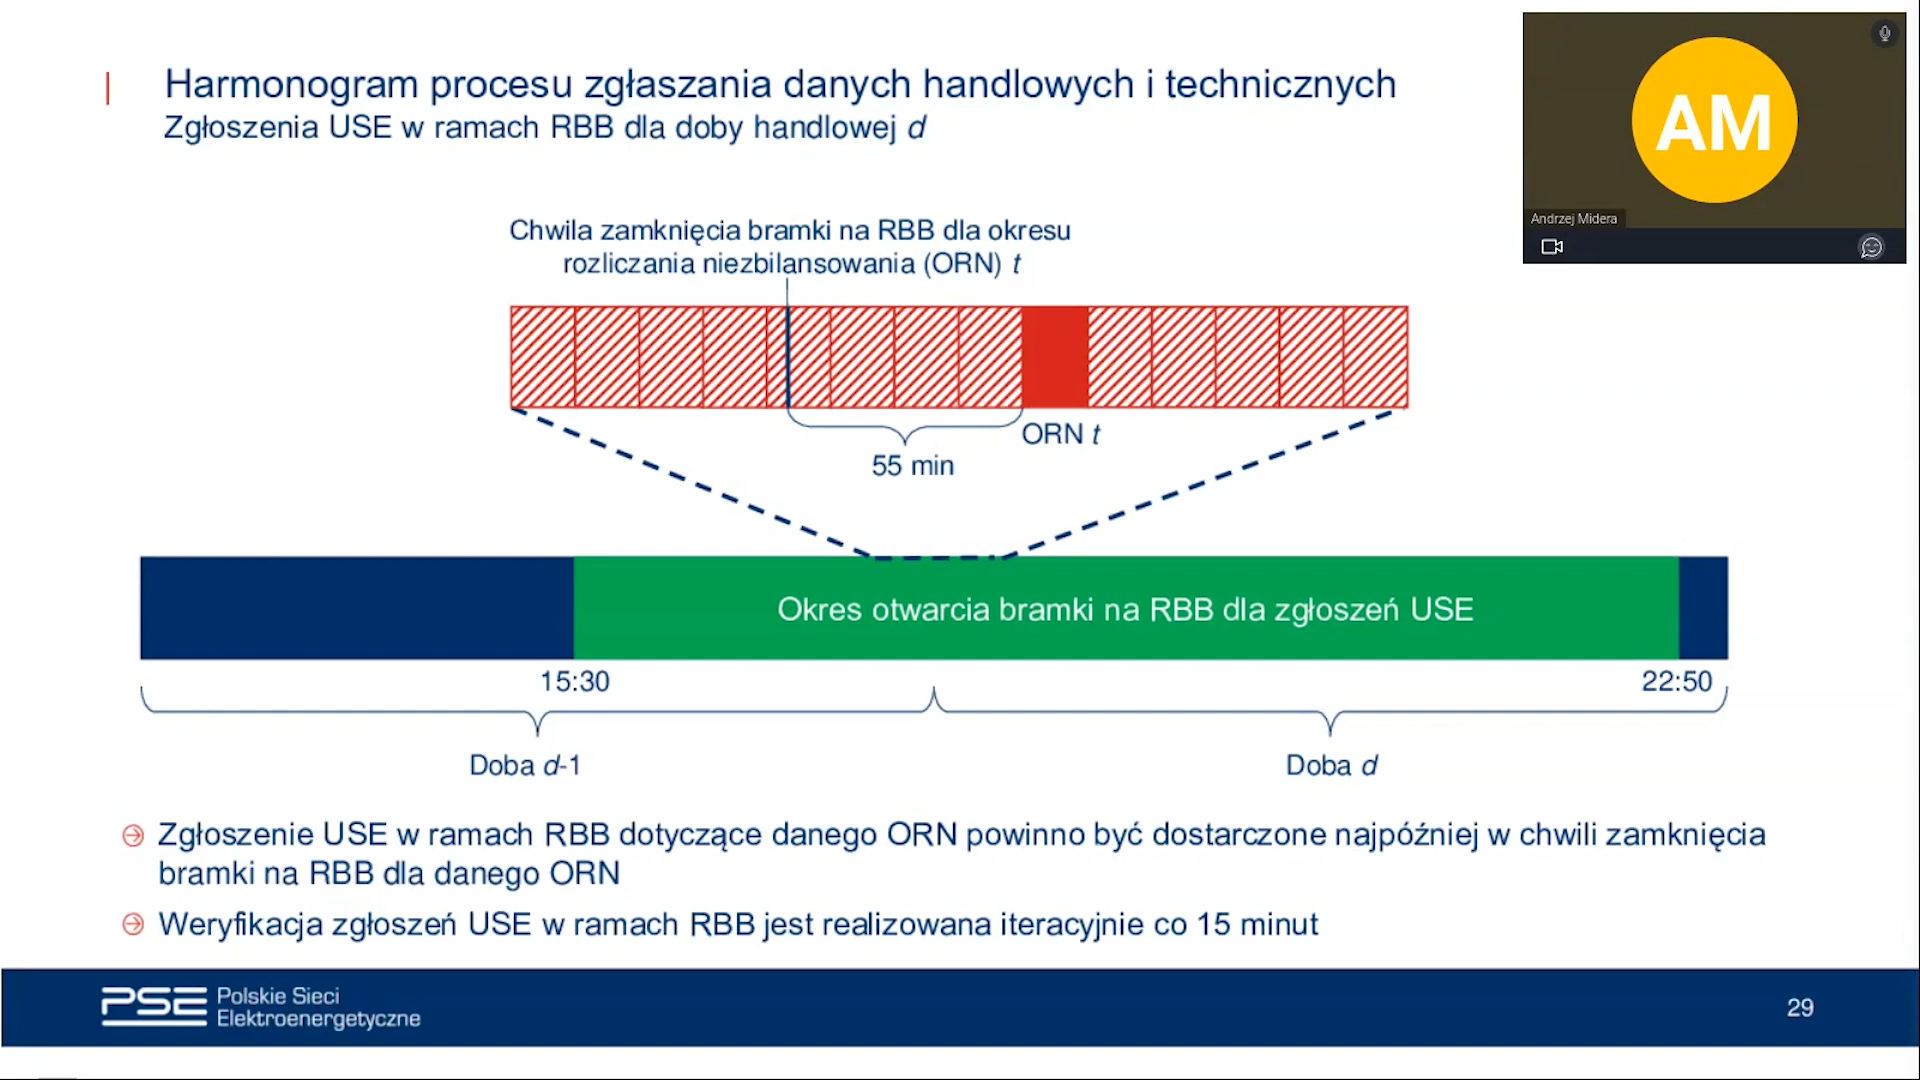 Harmonogram procesu zgłaszania danych handlowych i technicznych
Zgłoszenia USE w ramach RBB dla doby handlowej d
AM
Andrzej Midera
Chwila zamknięcia bramki na RBB dla okresu
rozliczania niezbilansowania (ORN) t
ORN t
55 min
Okres otwarcia bramki na RBB dla zgłoszeń USE
15:30
22:50
Doba d-1
Doba d
Zgłoszenie USE w ramach RBB dotyczące danego ORN powinno być dostarczone najpóźniej w chwili zamknięcia
bramki na RBB dla danego ORN
Weryfikacja zgłoszeń USE w ramach RBB jest realizowana iteracyjnie co 15 minut
PSE
Polskie Sieci
Elektroenergetyczne
29